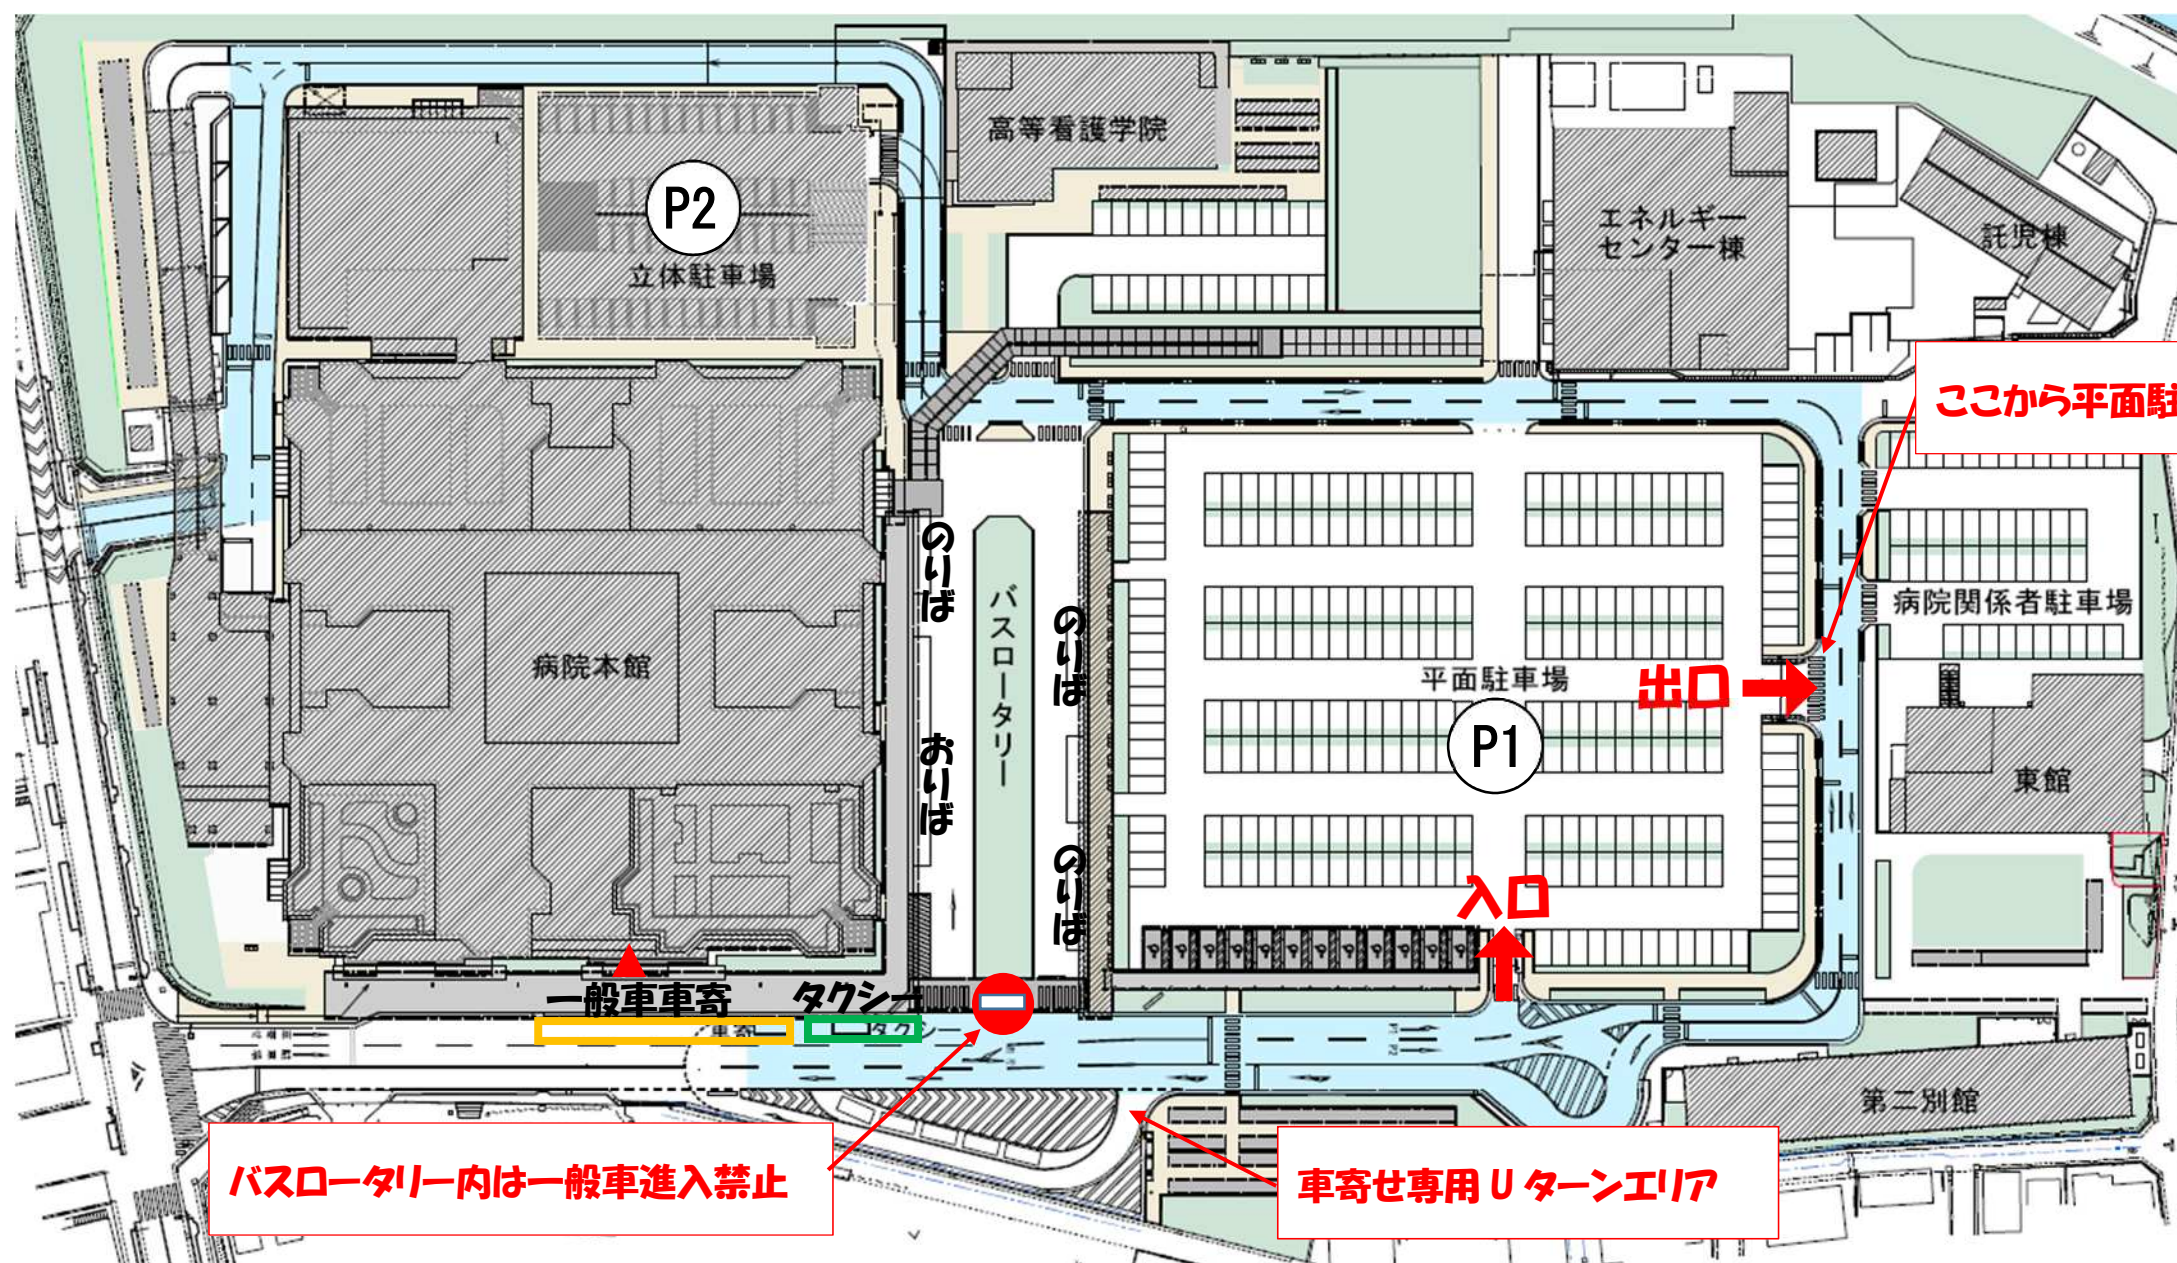 高等看護学院
P2
立体駐車場
エネルギー
センター棟
託児棟
ここから平面駐
のりば
バスロータリー
のりば
病院関係者駐車場
病院本館
平面駐車場
出口
P1
おりば
東館
のりば
入口
一般車車寄
タクシー
車寄
タクシー
第二別館
バスロータリー内は一般車進入禁止
車寄せ専用Uターンエリア